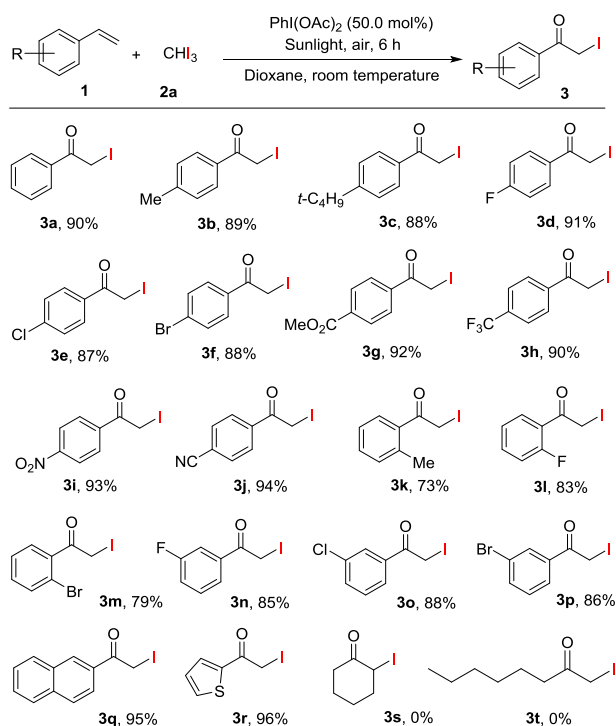 PhI(OAc)2 (50.0 mol%)
Sunlight, air, 6 h
Dioxane, room temperature
R + CHI3 O I R
1 2a 3
O I
3a, 90%
O I Me
3b, 89%
O I t-C4H9
3c, 88%
O I F
3d, 91%
O I Cl
3e, 87%
O I Br
3f, 88%
O I MeO2C
3g, 92%
O I F3C
3h, 90%
O I O2N
3i, 93%
O I NC
3j, 94%
O I Me
3k, 73%
O I F
3l, 83%
O I Br
3m, 79%
F O I
3n, 85%
Cl O I
3o, 88%
Br O I
3p, 86%
O I
3q, 95%
O I S
3r, 96%
O I
3s, 0%
O I
3t, 0%